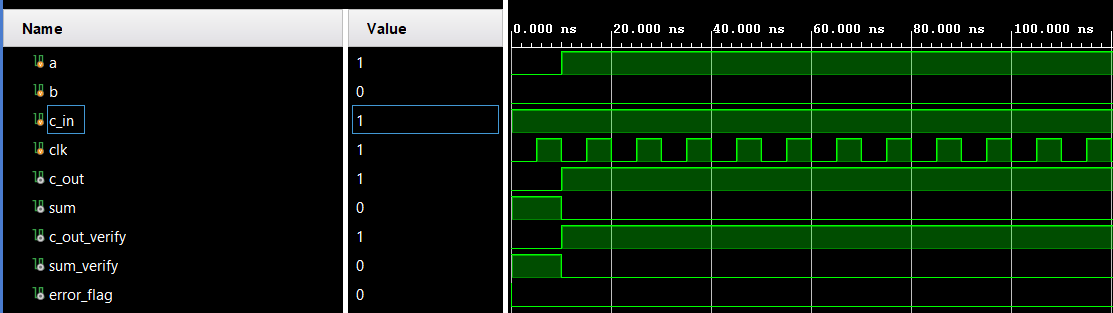 Name Value
0.000 ns 20.000 ns 40.000 ns 60.000 ns 80.000 ns 100.000 ns
a 1
b 0
c_in 1
clk 1
c_out 1
sum 0
c_out_verify 1
sum_verify 0
error_flag 0